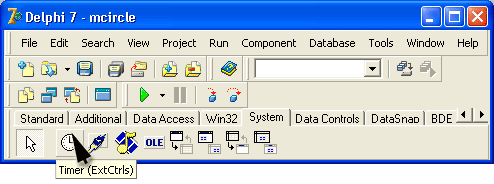 Delphi 7 - mcircle
File Edit Search View Project Run Component Database Tools Window Help
Standard Additional Data Access Win32 System Data Controls DataSnap BDE
OLE
Timer (ExtCtrls)